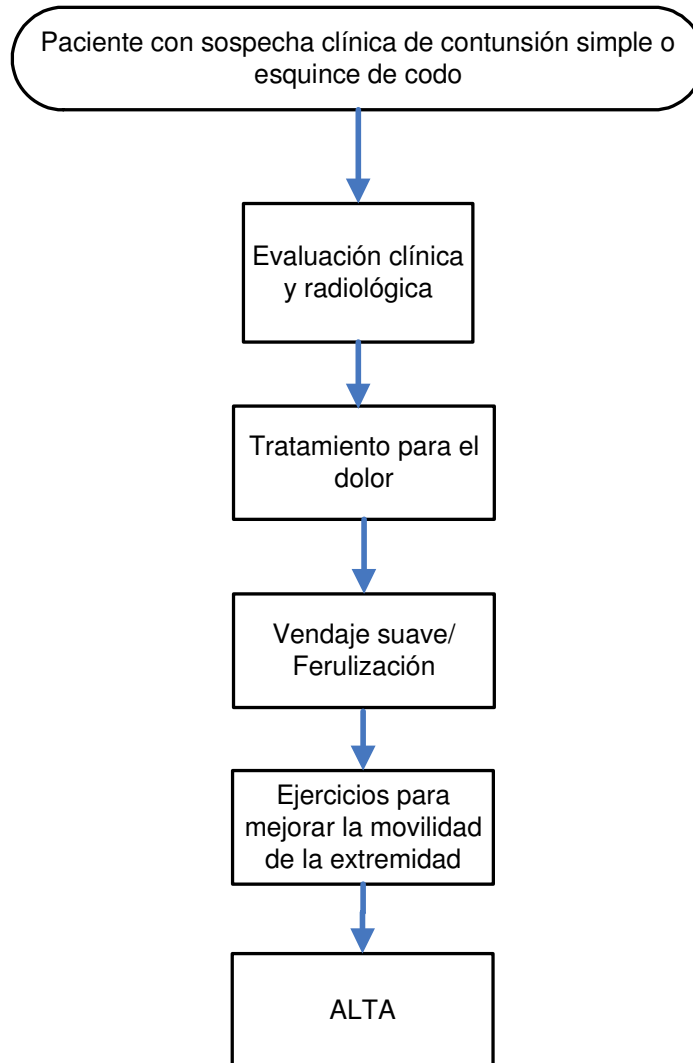 Paciente con sospecha clínica de contunsión simple o
esquince de codo
Evaluación clínica
y radiológica
Tratamiento para el
dolor
Vendaje suave/
Ferulización
Ejercicios para
mejorar la movilidad
de la extremidad
ALTA